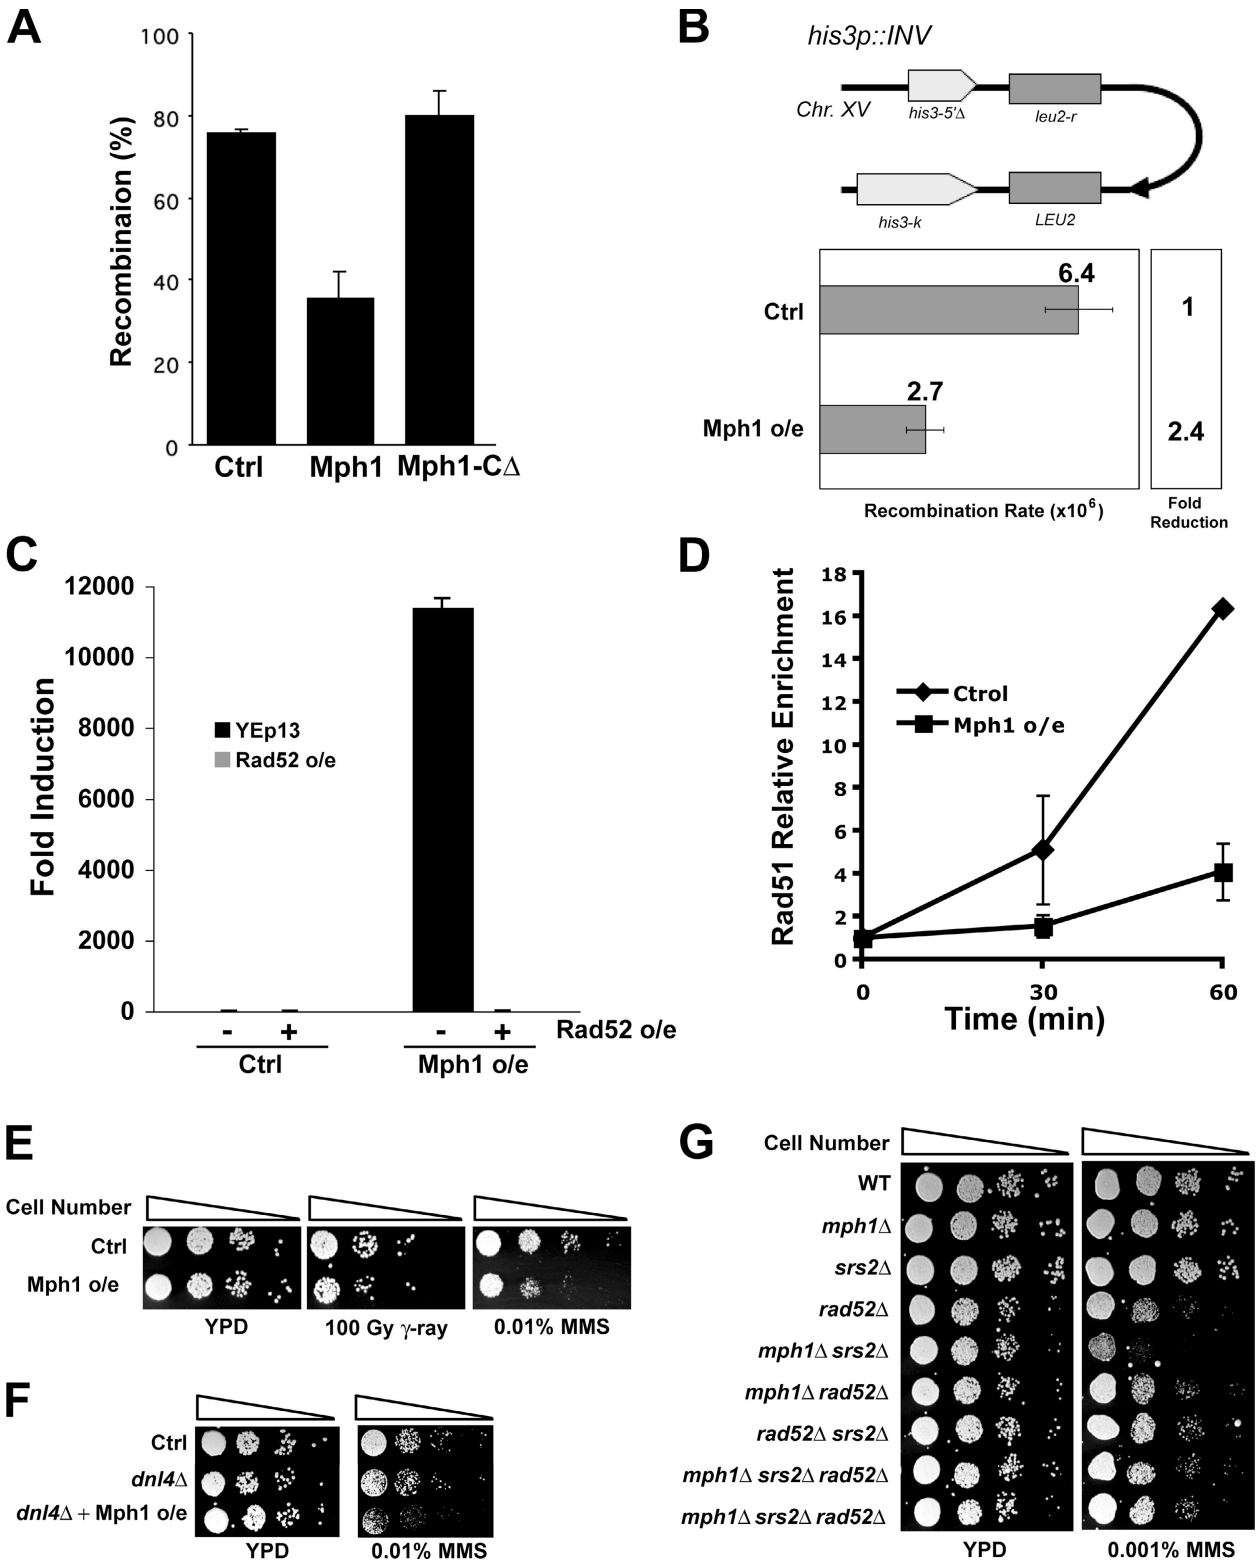 A
100
80
60
40
20
0
Recombinaion (%)
Ctrl
Mph1
Mph1-CΔ
B
his3p::INV
Chr. XV
his3-5'Δ
leu2-r
his3-k
LEU2
Ctrl
6.4
1
Mph1 o/e
2.7
2.4
Recombination Rate (x10⁶)
Fold
Reduction
C
12000
10000
8000
6000
4000
2000
0
Fold Induction
YEp13
Rad52 o/e
- + - + Rad52 o/e
Ctrl
Mph1 o/e
D
18
16
14
12
10
8
6
4
2
0
Rad51 Relative Enrichment
Ctrol
Mph1 o/e
0 30 60
Time (min)
E
Cell Number
Ctrl
Mph1 o/e
YPD
100 Gy γ-ray
0.01% MMS
F
Ctrl
dnl4Δ
dnl4Δ + Mph1 o/e
YPD
0.01% MMS
G
Cell Number
WT
mph1Δ
srs2Δ
rad52Δ
mph1Δ srs2Δ
mph1Δ rad52Δ
rad52Δ srs2Δ
mph1Δ srs2Δ rad52Δ
mph1Δ srs2Δ rad52Δ
YPD
0.001% MMS